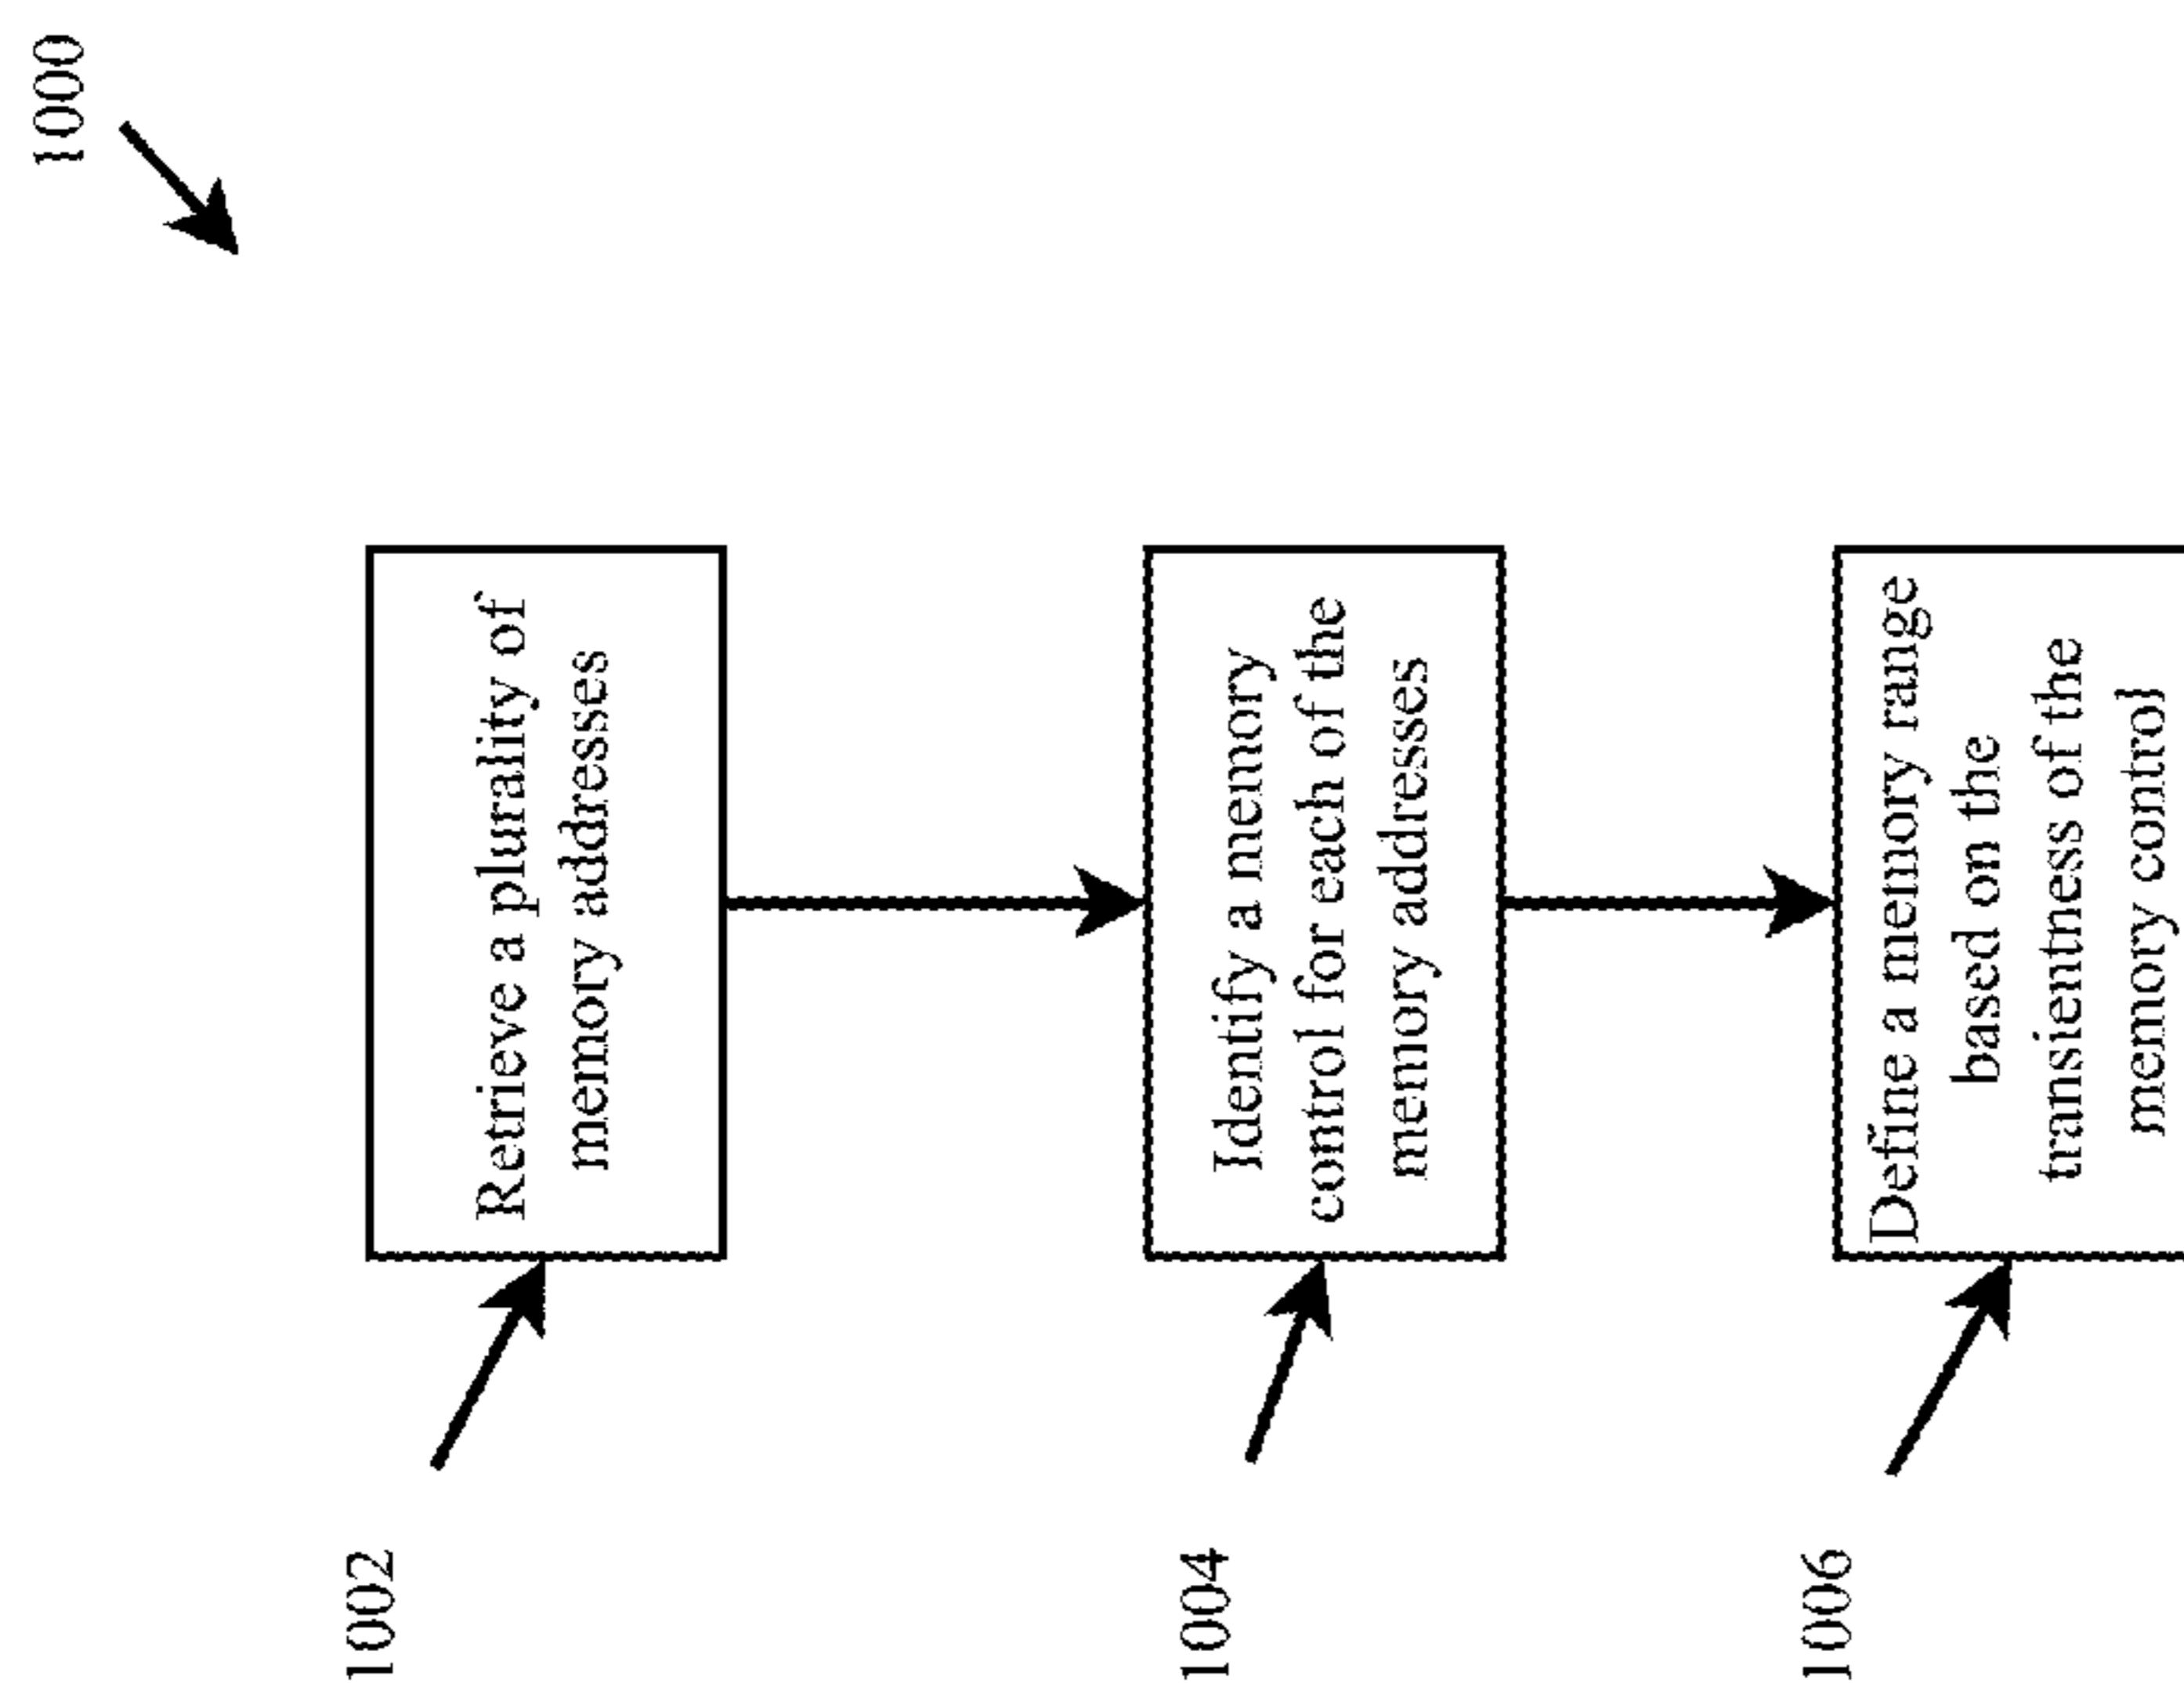 1000
1002
Retrieve a plurality of
memory addresses
1004
Identify a memory
control for each of the
memory addresses
1006
Define a memory range
based on the
transientness of the
memory control